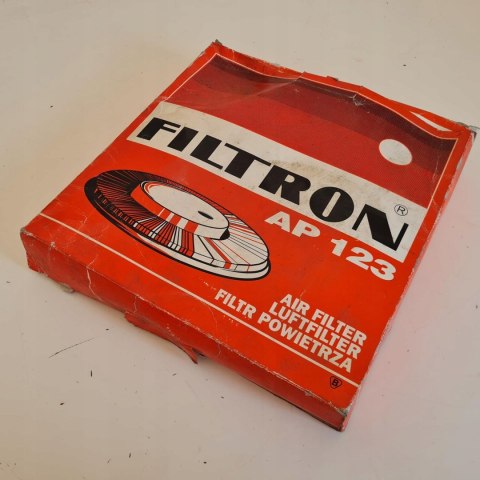 FILTRON®
AP 123
AIR FILTER
LUFTFILTER
FILTR POWIETRZA
B